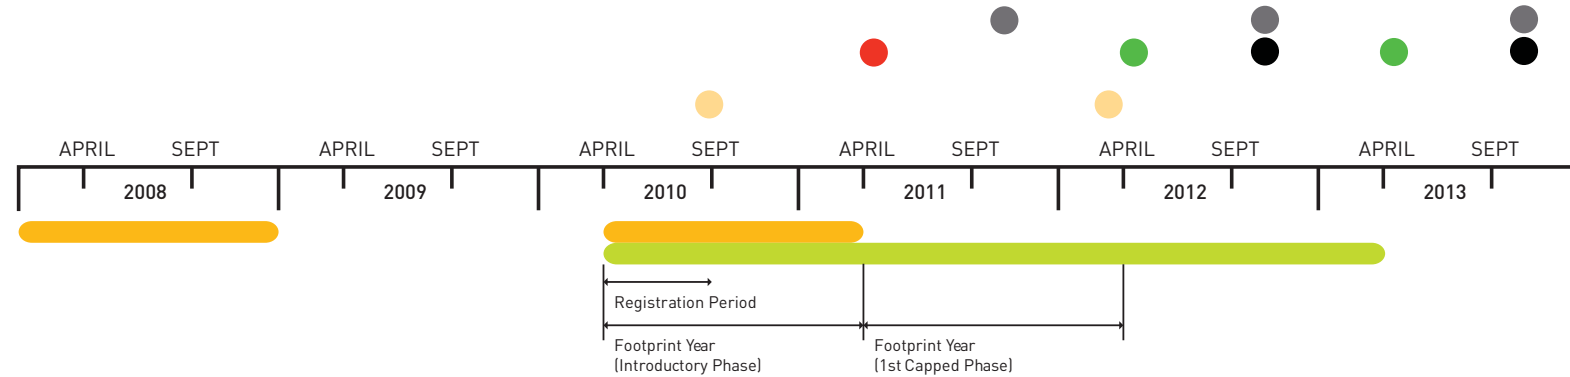 APRIL SEPT APRIL SEPT APRIL SEPT APRIL SEPT APRIL SEPT APRIL SEPT
2008 2009 2010 2011 2012 2013
Registration Period
Footprint Year
(Introductory Phase)
Footprint Year
(1st Capped Phase)